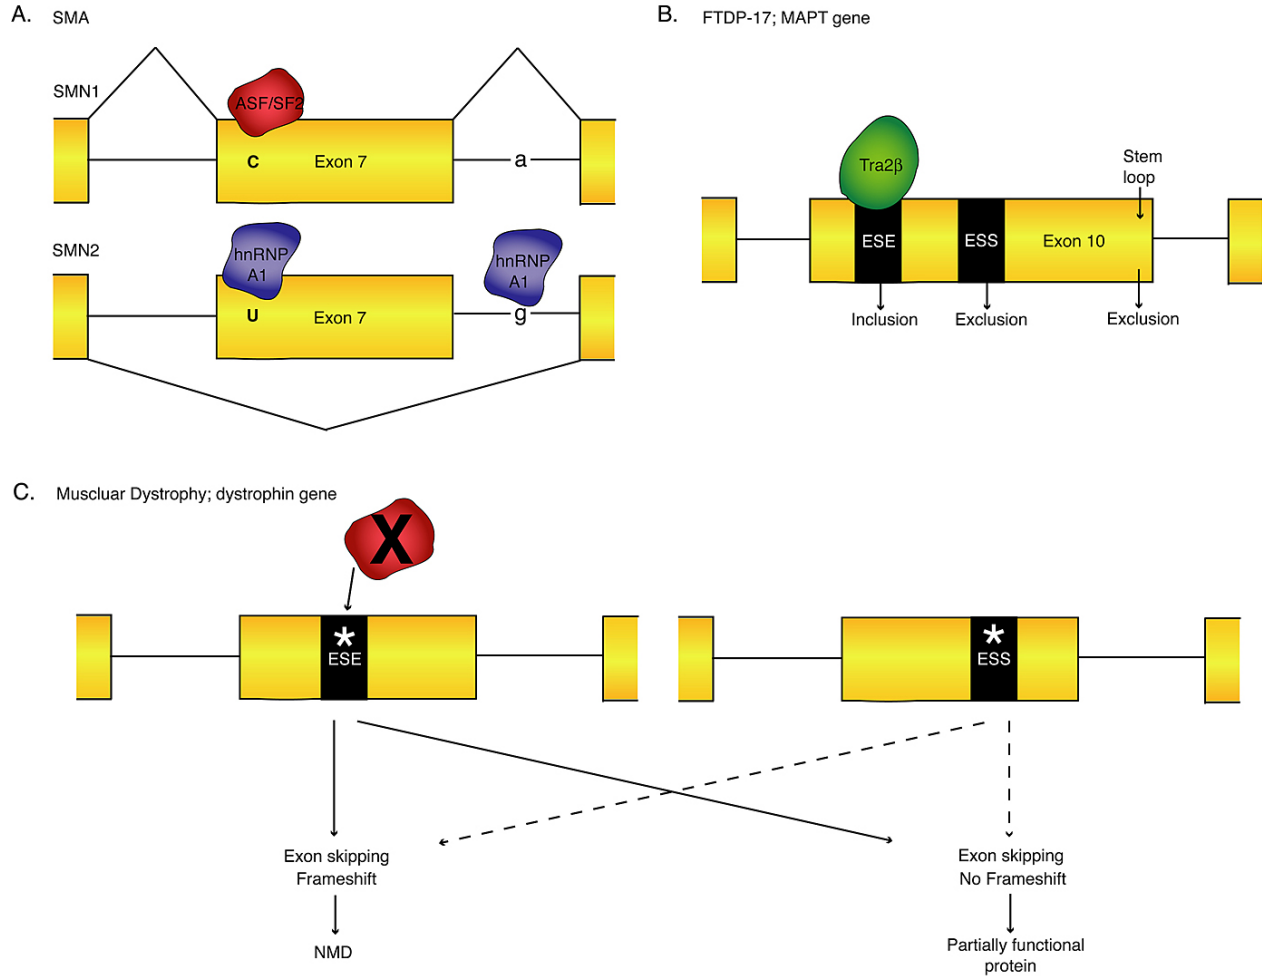 A. SMA
SMN1
ASF/SF2
C Exon 7 a
SMN2
hnRNP
A1
hnRNP
A1
U Exon 7 g
B. FTDP-17; MAPT gene
Tra2β
Stem
loop
ESE ESS Exon 10
Inclusion Exclusion Exclusion
C. Muscluar Dystrophy; dystrophin gene
X
*
ESE
*
ESS
Exon skipping
Frameshift
NMD
Exon skipping
No Frameshift
Partially functional
protein